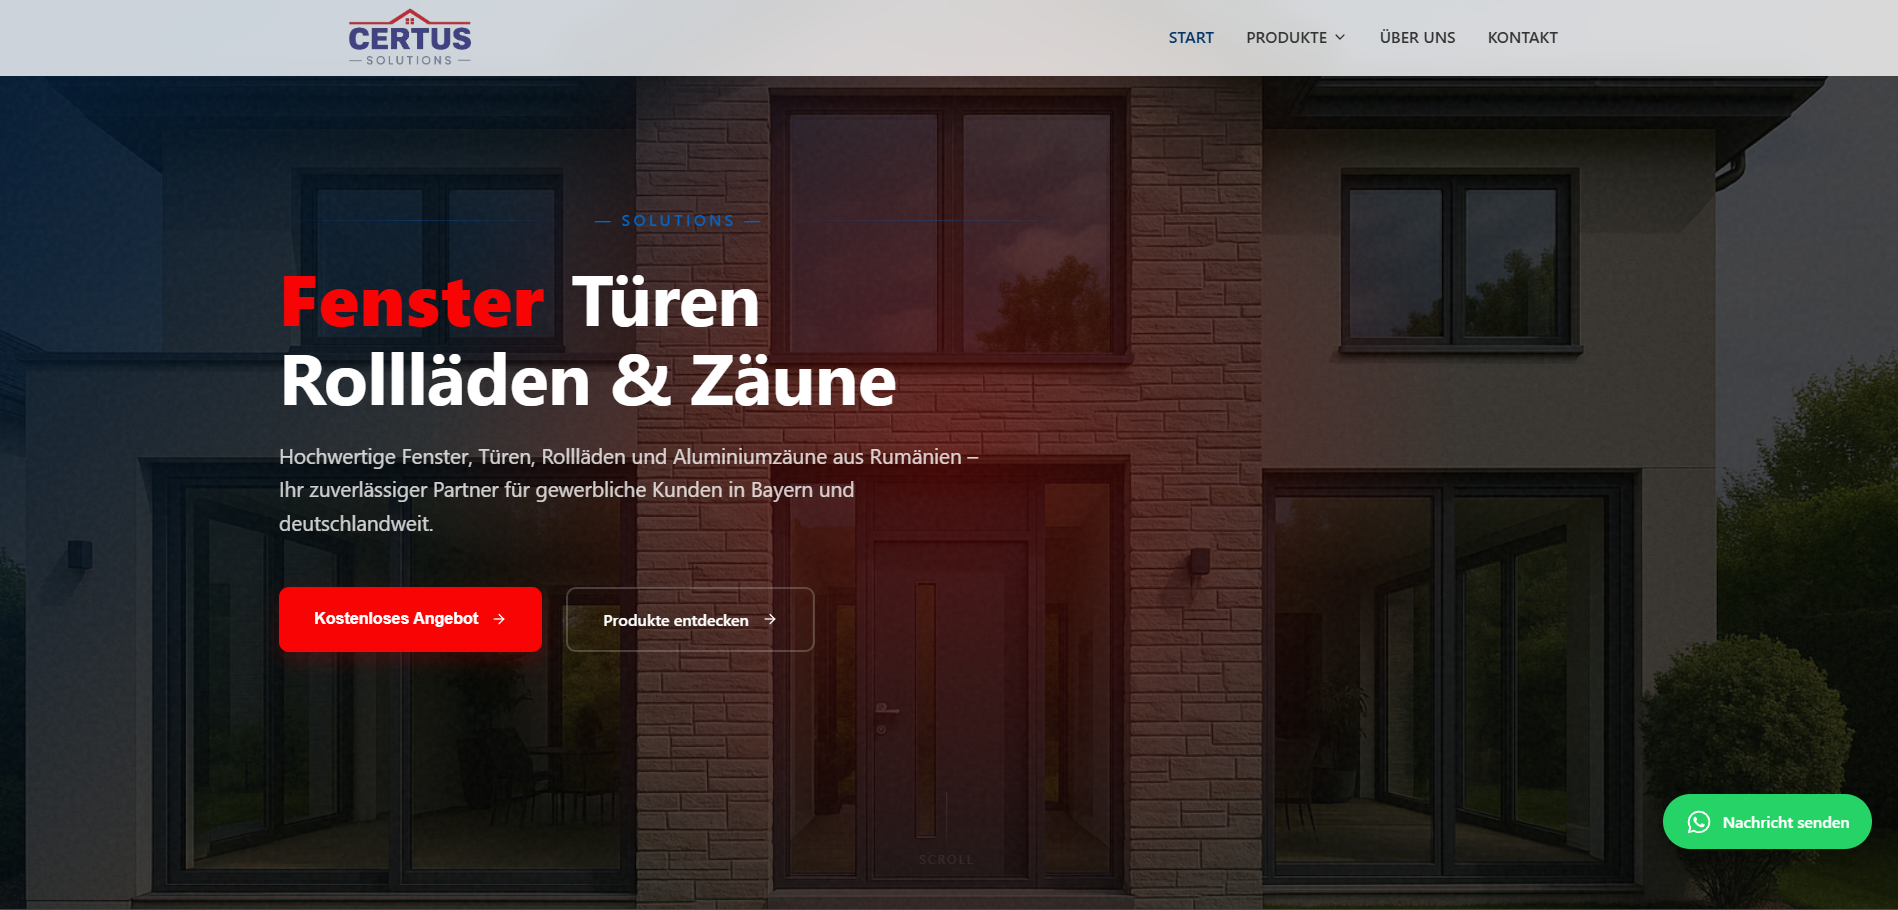 CERTUS
— SOLUTIONS —
START PRODUKTE ÜBER UNS KONTAKT
— SOLUTIONS —
Fenster Türen
Rollläden & Zäune
Hochwertige Fenster, Türen, Rollläden und Aluminiumzäune aus Rumänien –
Ihr zuverlässiger Partner für gewerbliche Kunden in Bayern und
deutschlandweit.
Kostenloses Angebot → Produkte entdecken →
Nachricht senden
SCROLL